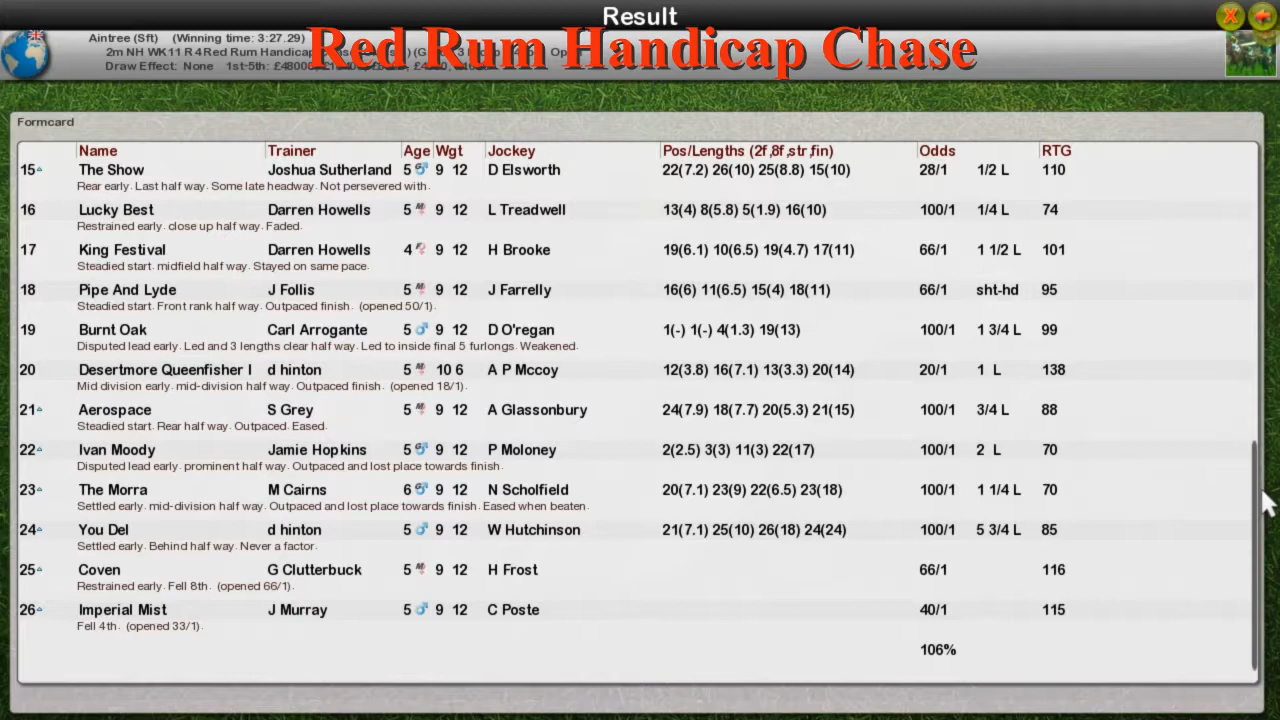 Result
Red Rum Handicap Chase
Aintree (Sft) (Winning time: 3:27.29)
2m NH WK11 R4 Red Rum Handicap
Draw Effect: None 1st-5th: £48000,
Formcard
Name Trainer Age Wgt Jockey Pos/Lengths (2f,8f,str,fin) Odds RTG
15 The Show Joshua Sutherland 5 9 12 D Elsworth 22(7.2) 26(10) 25(8.8) 15(10) 28/1 1/2 L 110
Rear early. Last half way. Some late headway. Not persevered with.
16 Lucky Best Darren Howells 5 9 12 L Treadwell 13(4) 8(5.8) 5(1.9) 16(10) 100/1 1/4 L 74
Restrained early. close up half way. Faded.
17 King Festival Darren Howells 4 9 12 H Brooke 19(6.1) 10(6.5) 19(4.7) 17(11) 66/1 1 1/2 L 101
Steadied start. midfield half way. Stayed on same pace.
18 Pipe And Lyde J Follis 5 9 12 J Farrelly 16(6) 11(6.5) 15(4) 18(11) 66/1 sht-hd 95
Steadied start. Front rank half way. Outpaced finish. (opened 50/1).
19 Burnt Oak Carl Arrogante 5 9 12 D O'regan 1(-) 1(-) 4(1.3) 19(13) 100/1 1 3/4 L 99
Disputed lead early. Led and 3 lengths clear half way. Led to inside final 5 furlongs. Weakened.
20 Desertmore Queenfisher I d hinton 5 10 6 A P Mccoy 12(3.8) 16(7.1) 13(3.3) 20(14) 20/1 1 L 138
Mid division early. mid-division half way. Outpaced finish. (opened 18/1).
21 Aerospace S Grey 5 9 12 A Glassonbury 24(7.9) 18(7.7) 20(5.3) 21(15) 100/1 3/4 L 88
Steadied start. Rear half way. Outpaced. Eased.
22 Ivan Moody Jamie Hopkins 5 9 12 P Moloney 2(2.5) 3(3) 11(3) 22(17) 100/1 2 L 70
Disputed lead early. prominent half way. Outpaced and lost place towards finish.
23 The Morra M Cairns 6 9 12 N Scholfield 20(7.1) 23(9) 22(6.5) 23(18) 100/1 1 1/4 L 70
Settled early. mid-division half way. Outpaced and lost place towards finish. Eased when beaten.
24 You Del d hinton 5 9 12 W Hutchinson 21(7.1) 25(10) 26(18) 24(24) 100/1 5 3/4 L 85
Settled early. Behind half way. Never a factor.
25 Coven G Clutterbuck 5 9 12 H Frost 66/1 116
Restrained early. Fell 8th. (opened 66/1).
26 Imperial Mist J Murray 5 9 12 C Poste 40/1 115
Fell 4th. (opened 33/1).
106%